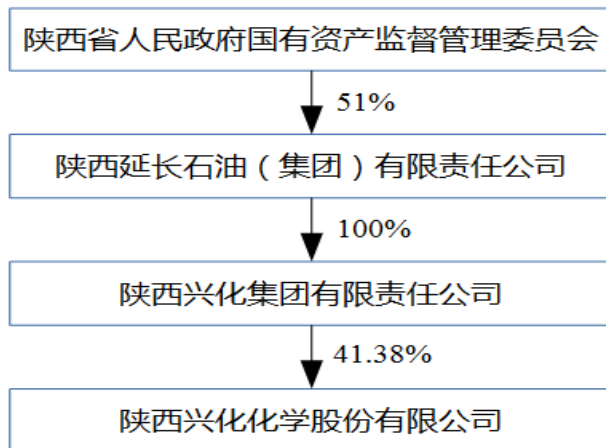 陕西省人民政府国有资产监督管理委员会
51%
陕西延长石油（集团）有限责任公司
100%
陕西兴化集团有限责任公司
41.38%
陕西兴化化学股份有限公司